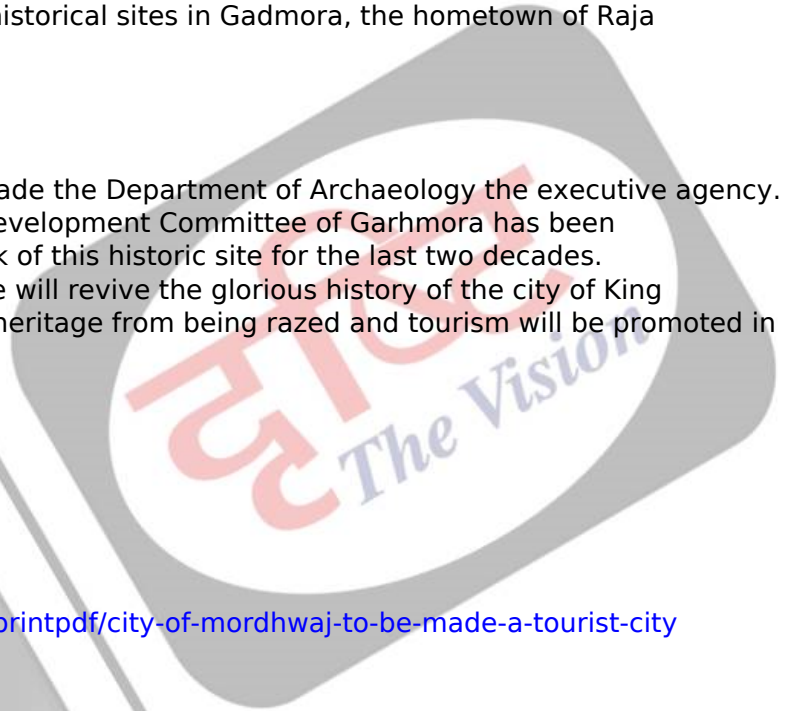 historical sites in Gadmora, the hometown of Raja
ade the Department of Archaeology the executive agency.
evelopment Committee of Garhmora has been
k of this historic site for the last two decades.
e will revive the glorious history of the city of King
heritage from being razed and tourism will be promoted in
दृष्टि
The Vision
printpdf/city-of-mordhwaj-to-be-made-a-tourist-city